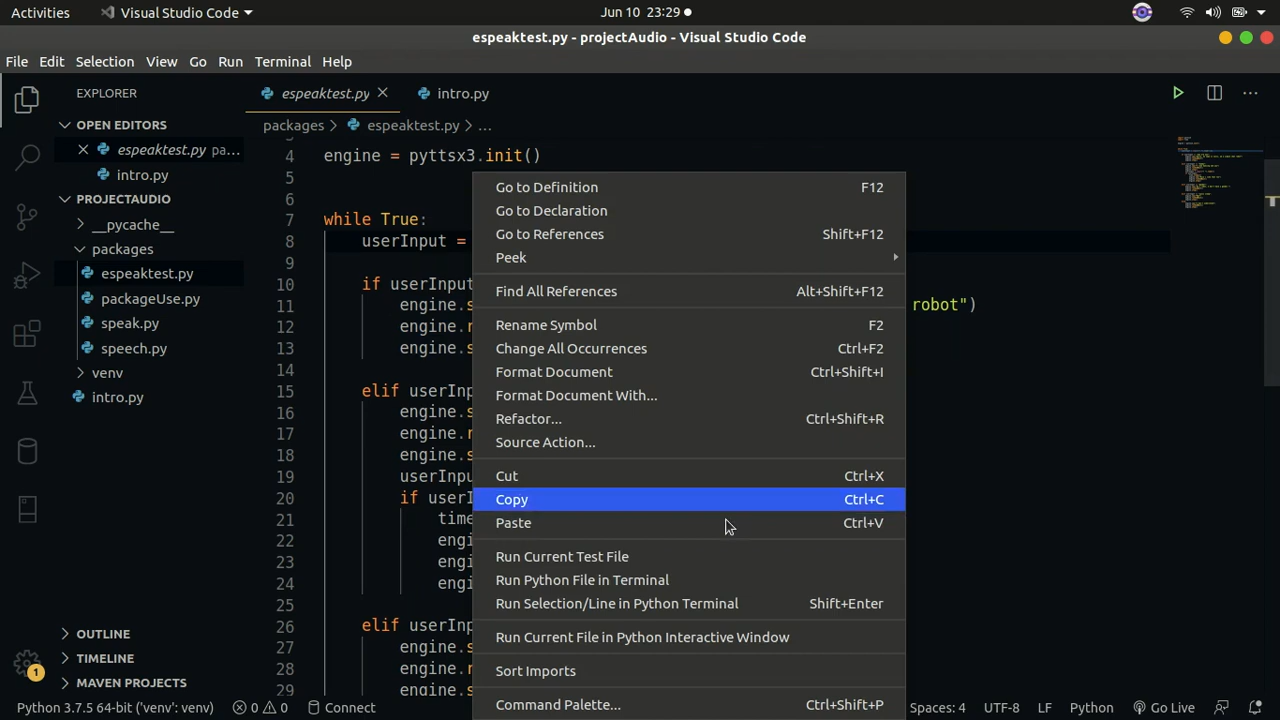 Activities Visual Studio Code Jun 10 23:29
espeaktest.py - projectAudio - Visual Studio Code
File Edit Selection View Go Run Terminal Help
EXPLORER
OPEN EDITORS
espeaktest.py pa...
intro.py
PROJECTAUDIO
__pycache__
packages
espeaktest.py
packageUse.py
speak.py
speech.py
venv
intro.py
OUTLINE
TIMELINE
MAVEN PROJECTS
1
espeaktest.py intro.py
packages > espeaktest.py > ...
4 engine = pyttsx3.init()
5
6
7 while True:
8 userInput =
9
10 if userInput
11 engine.s robot")
12 engine.r
13 engine.s
14
15 elif userInp
16 engine.s
17 engine.r
18 engine.s
19 userInpu
20 if userI
21 time
22 engi
23 engi
24 engi
25
26 elif userInp
27 engine.s
28 engine.r
29 engine.s
Go to Definition F12
Go to Declaration
Go to References Shift+F12
Peek
Find All References Alt+Shift+F12
Rename Symbol F2
Change All Occurrences Ctrl+F2
Format Document Ctrl+Shift+I
Format Document With...
Refactor... Ctrl+Shift+R
Source Action...
Cut Ctrl+X
Copy Ctrl+C
Paste Ctrl+V
Run Current Test File
Run Python File in Terminal
Run Selection/Line in Python Terminal Shift+Enter
Run Current File in Python Interactive Window
Sort Imports
Command Palette... Ctrl+Shift+P
Python 3.7.5 64-bit ('venv': venv) 0 0 Connect Spaces: 4 UTF-8 LF Python Go Live